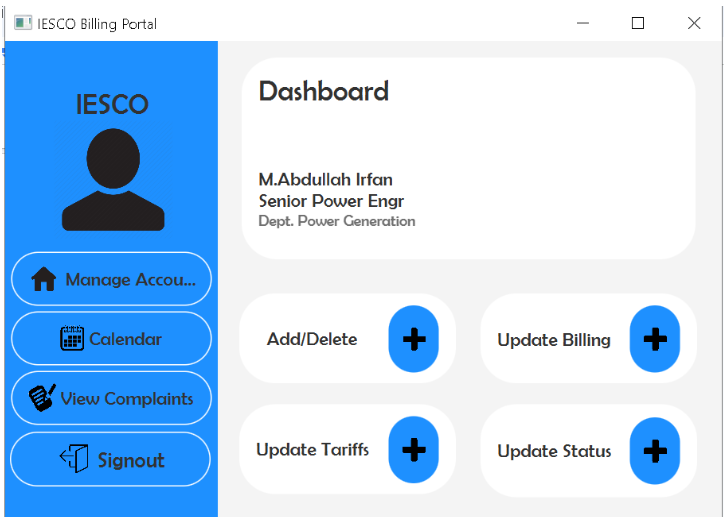 IESCO Billing Portal
IESCO
Manage Accou...
Calendar
View Complaints
Signout
Dashboard
M.Abdullah Irfan
Senior Power Engr
Dept. Power Generation
Add/Delete
Update Billing
Update Tariffs
Update Status